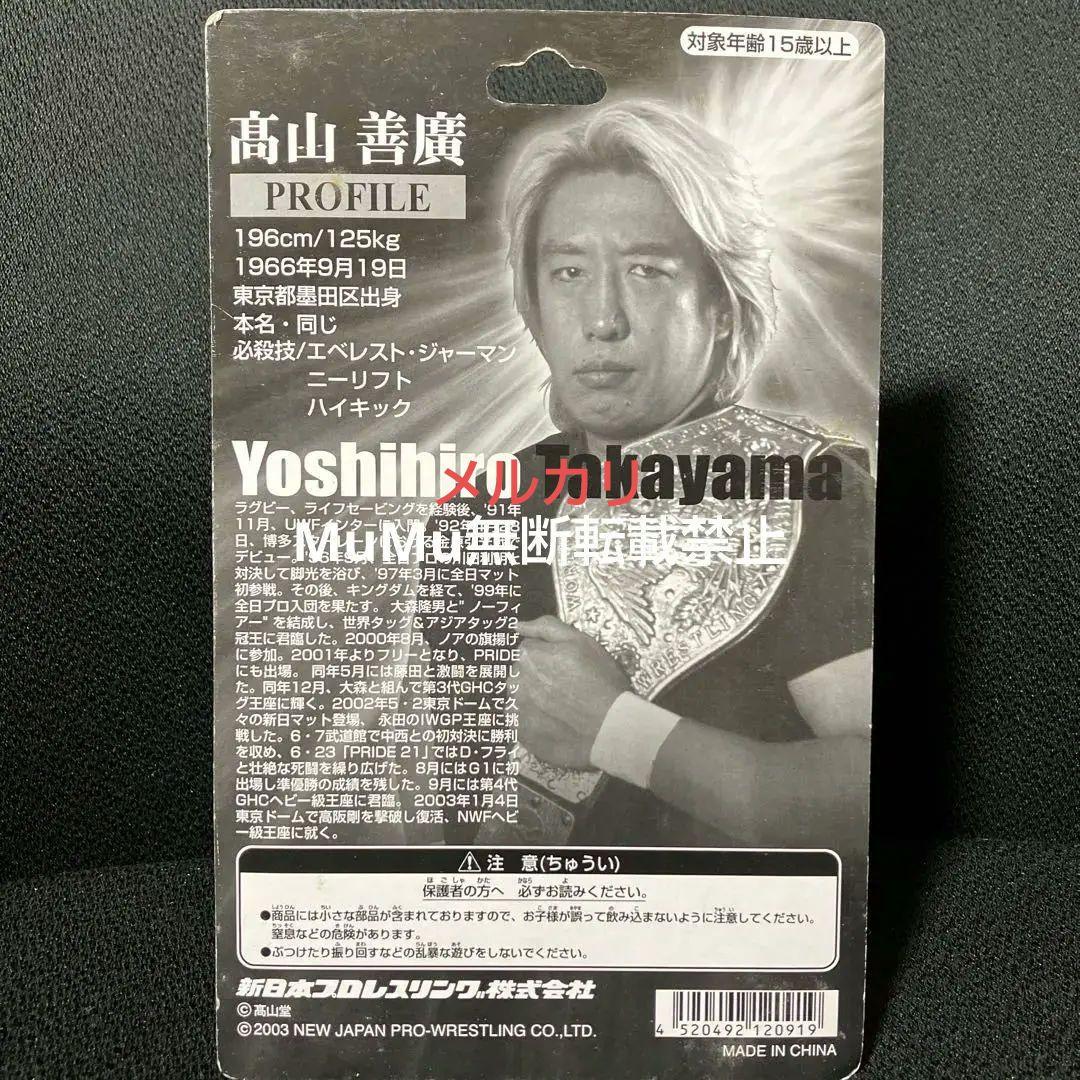 対象年齢15歳以上
髙山 善廣
PROFILE
196cm/125kg
1966年9月19日
東京都墨田区出身
本名・同じ
必殺技/エベレスト・ジャーマン
ニーリフト
ハイキック
Yoshihiro Takayama
メルカリ
ラグビー、ライフセービングを経験後、'91年
11月、UWFインターに入門。'92年
日、博多
MuMu無断転載禁止
デビュー。
対決して脚光を浴び、'97年3月に全日マット
初参戦。その後、キングダムを経て、'99年に
全日プロ入団を果たす。大森隆男と"ノーフィ
アー"を結成し、世界タッグ&アジアタッグ2
冠王に君臨した。2000年8月、ノアの旗揚げ
に参加。2001年よりフリーとなり、PRIDE
にも出場。 同年5月には藤田と激闘を展開し
た。同年12月、大森と組んで第3代GHCタッ
グ王座に輝く。2002年5・2東京ドームで久
々の新日マット登場、永田のIWGP王座に挑
戦した。6・7武道館で中西との初対決に勝利
を収め、6・23「PRIDE 21」ではD・フライ
と壮絶な死闘を繰り広げた。8月にはG1に初
出場し準優勝の成績を残した。9月には第4代
GHCヘビー級王座に君臨。 2003年1月4日
東京ドームで高阪剛を撃破し復活、NWFヘビ
ー級王座に就く。
WRESTLING
⚠注 意(ちゅうい)
保護者の方へ 必ずお読みください。
●商品には小さな部品が含まれておりますので、お子様が誤って飲み込まないように注意してください。
窒息などの危険があります。
●ぶつけたり振り回すなどの乱暴な遊びをしないでください。
新日本プロレスリング株式会社
©髙山堂
©2003 NEW JAPAN PRO-WRESTLING CO.,LTD.
4 520492 120919
MADE IN CHINA